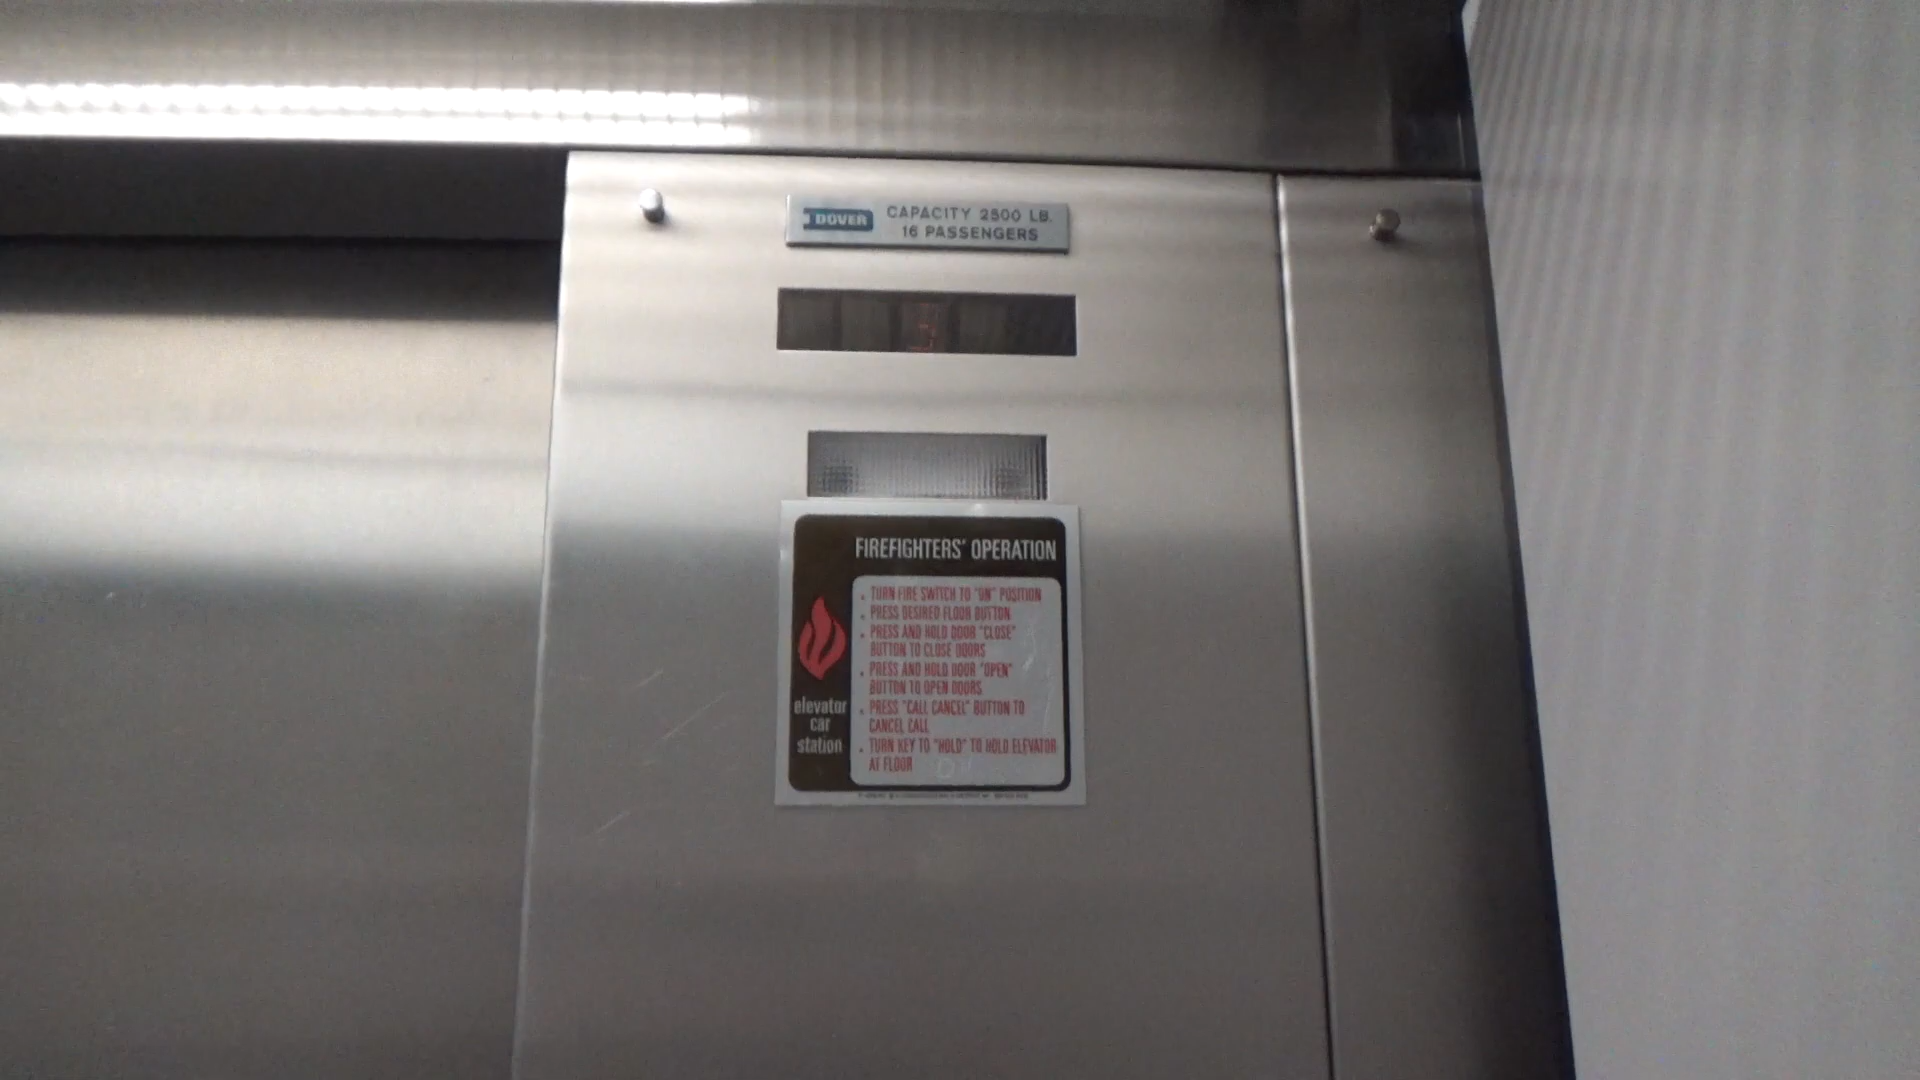 DOVER CAPACITY 2500 LB.
16 PASSENGERS
FIREFIGHTERS' OPERATION
. TURN FIRE SWITCH TO "ON" POSITION
. PRESS DESIRED FLOOR BUTTON
. PRESS AND HOLD DOOR "CLOSE"
BUTTON TO CLOSE DOORS
. PRESS AND HOLD DOOR "OPEN"
BUTTON TO OPEN DOORS
. PRESS "CALL CANCEL" BUTTON TO
CANCEL CALL
. TURN KEY TO "HOLD" TO HOLD ELEVATOR
AT FLOOR
elevator
car
station